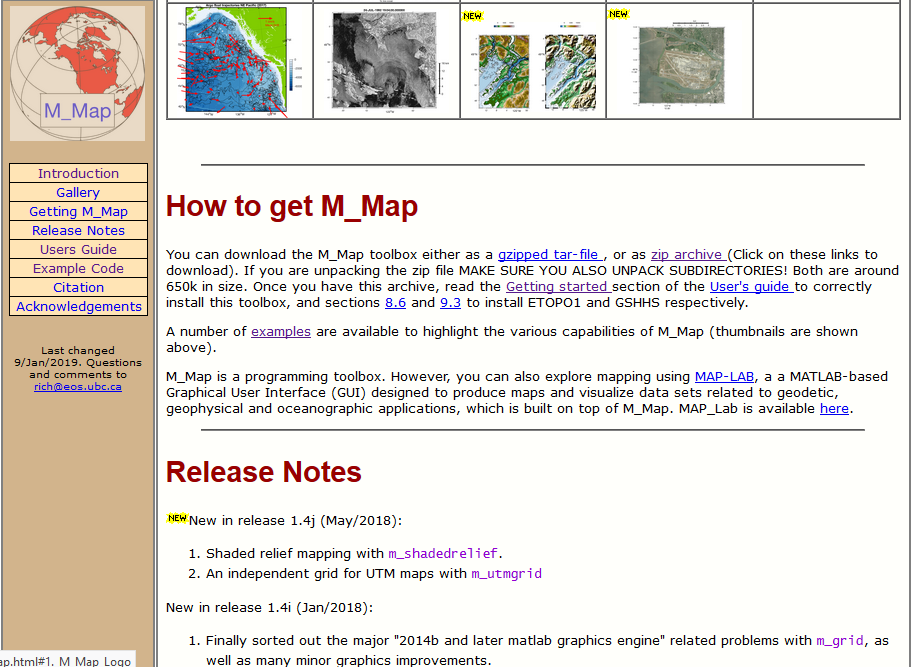 M_Map
Introduction
Gallery
Getting M_Map
Release Notes
Users Guide
Example Code
Citation
Acknowledgements
Last changed
9/Jan/2019. Questions
and comments to
rich@eos.ubc.ca
NEW
NEW
How to get M_Map
You can download the M_Map toolbox either as a gzipped tar-file , or as zip archive (Click on these links to
download). If you are unpacking the zip file MAKE SURE YOU ALSO UNPACK SUBDIRECTORIES! Both are around
650k in size. Once you have this archive, read the Getting started section of the User's guide to correctly
install this toolbox, and sections 8.6 and 9.3 to install ETOPO1 and GSHHS respectively.
A number of examples are available to highlight the various capabilities of M_Map (thumbnails are shown
above).
M_Map is a programming toolbox. However, you can also explore mapping using MAP-LAB, a a MATLAB-based
Graphical User Interface (GUI) designed to produce maps and visualize data sets related to geodetic,
geophysical and oceanographic applications, which is built on top of M_Map. MAP_Lab is available here.
Release Notes
NEW New in release 1.4j (May/2018):
1. Shaded relief mapping with m_shadedrelief.
2. An independent grid for UTM maps with m_utmgrid
New in release 1.4i (Jan/2018):
1. Finally sorted out the major "2014b and later matlab graphics engine" related problems with m_grid, as
well as many minor graphics improvements.
ap.html#1. M Map Logo